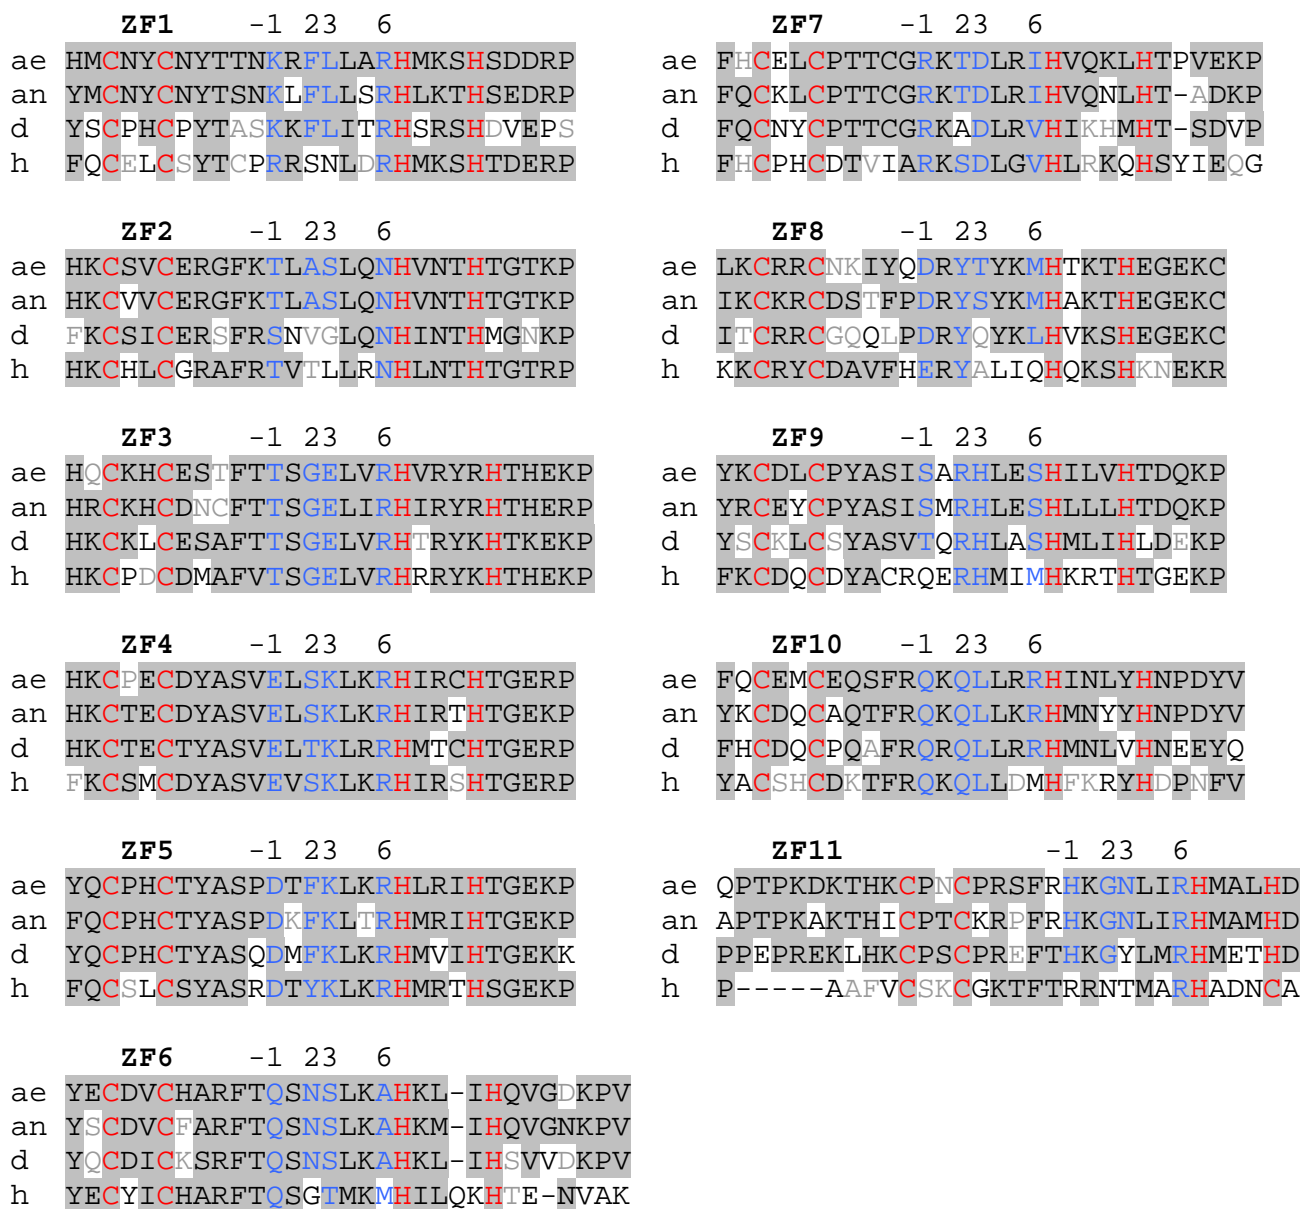 ZF1 -1 23 6
ae HMCNYCNYTTNKRFLLARHMKSHSDDRP
an YMCNYCNYTSNKLFLLSRHLKTHSEDRP
d YSCPHCPYTASKKFLITRHSRSHDVEPS
h FQCELCSYTCPRRSNLDRHMKSHTDERP
ZF2 -1 23 6
ae HKCSVCERGFKTLASLQNHVNTHTGTKP
an HKCVVCERGFKTLASLQNHVNTHTGTKP
d FKCSICERSFRSNVGLQNHINTHMGNKP
h HKCHLCGRAFRTVTLLRNHLNTHTGTRP
ZF3 -1 23 6
ae HQCKHCESTFTTSGELVRHVRYRHTHEKP
an HRCKHCDNCFTTSGELIRHIRYRHTHERP
d HKCKLCESAFTTSGELVRHTRYKHTKEKP
h HKCPDCDMAFVTSGELVRHRRYKHTHEKP
ZF4 -1 23 6
ae HKCPECDYASVELSKLKRHIRCHTGERP
an HKCTECDYASVELSKLKRHIRTHTGEKP
d HKCTECTYASVELTKLRRHMTCHTGERP
h FKCSMCDYASVEVSKLKRHIRSHTGERP
ZF5 -1 23 6
ae YQCPHCTYASPDTFKLKRHLRIHTGEKP
an FQCPHCTYASPDKFKLTRHMRIHTGEKP
d YQCPHCTYASQDMFKLKRHMVIHTGEKK
h FQCSLCSYASRDTYKLKRHMRTHSGEKP
ZF6 -1 23 6
ae YECDVCHARFTQSNSLKAHKL-IHQVGDKPV
an YSCDVCFARFTQSNSLKAHKM-IHQVGNKPV
d YQCDICKSRFTQSNSLKAHKL-IHSVVDKPV
h YECYICHARFTQSGTMKMHILQKHTE-NVAK
ZF7 -1 23 6
ae FHCELCPTTCGRKTDLRIHVQKLHTPVEKP
an FQCKLCPTTCGRKTDLRIHVQNLHT-ADKP
d FQCNYCPTTCGRKADLRVHIKHMHT-SDVP
h FHCPHCDTVIARKSDLGVHLRKQHSYIEQG
ZF8 -1 23 6
ae LKCRRCNKIYQDRYTYKMHTKTHEGEKC
an IKCKRCDSTFPDRYSYKMHAKTHEGEKC
d ITCRRCGQQLPDRYQYKLHVKSHEGEKC
h KKCRYCDAVFHERYALIQHQKSHKNEKR
ZF9 -1 23 6
ae YKCDLCPYASISARHLESHILVHTDQKP
an YRCEYCPYASISMRHLESHLLLHTDQKP
d YSCKLCSYASVTQRHLASHMLIHLDEKP
h FKCDQCDYACRQERHMIMHKRTHTGEKP
ZF10 -1 23 6
ae FQCEMCEQSFRQKQLLRRHINLYHNPDYV
an YKCDQCAQTFRQKQLLKRHMNYYHNPDYV
d FHCDQCPQAFRQRQLLRRHMNLVHNEEYQ
h YACSHCDKTFRQKQLLDMHFKRYHDPNFV
ZF11 -1 23 6
ae QPTPKDKTHKCPNCPRSFRHKGNLIRHMALHD
an APTPKAKTHICPTCKRPFRHKGNLIRHMAMHD
d PPEPREKLHKCPSCPREFTHKGYLMRHMETHD
h P-----AAFVCSKCGKTFTRRNTMARHADNCA